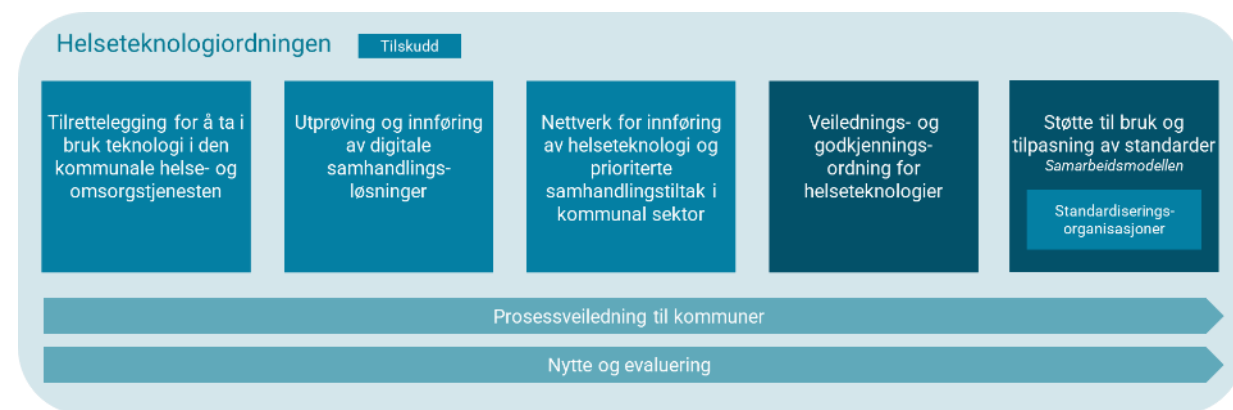 Helseteknologiordningen
Tilskudd
Tilrettelegging for å ta i
bruk teknologi i den
kommunale helse- og
omsorgstjenesten
Utprøving og innføring
av digitale
samhandlings-
løsninger
Nettverk for innføring
av helseteknologi og
prioriterte
samhandlingstiltak i
kommunal sektor
Veilednings- og
godkjennings-
ordning for
helseteknologier
Støtte til bruk og
tilpasning av standarder
Samarbeidsmodellen
Standardiserings-
organisasjoner
Prosessveiledning til kommuner
Nytte og evaluering